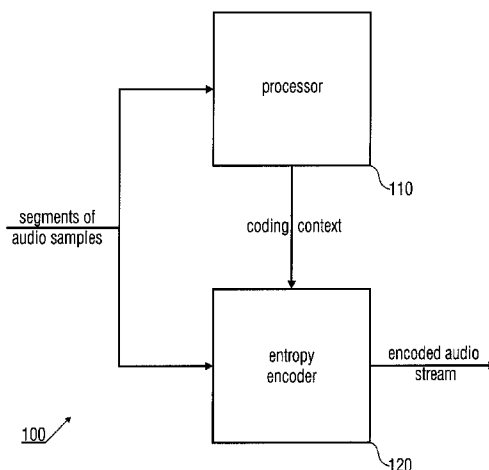 processor
110
segments of
audio samples
coding, context
entropy
encoder
encoded audio
stream
100
120